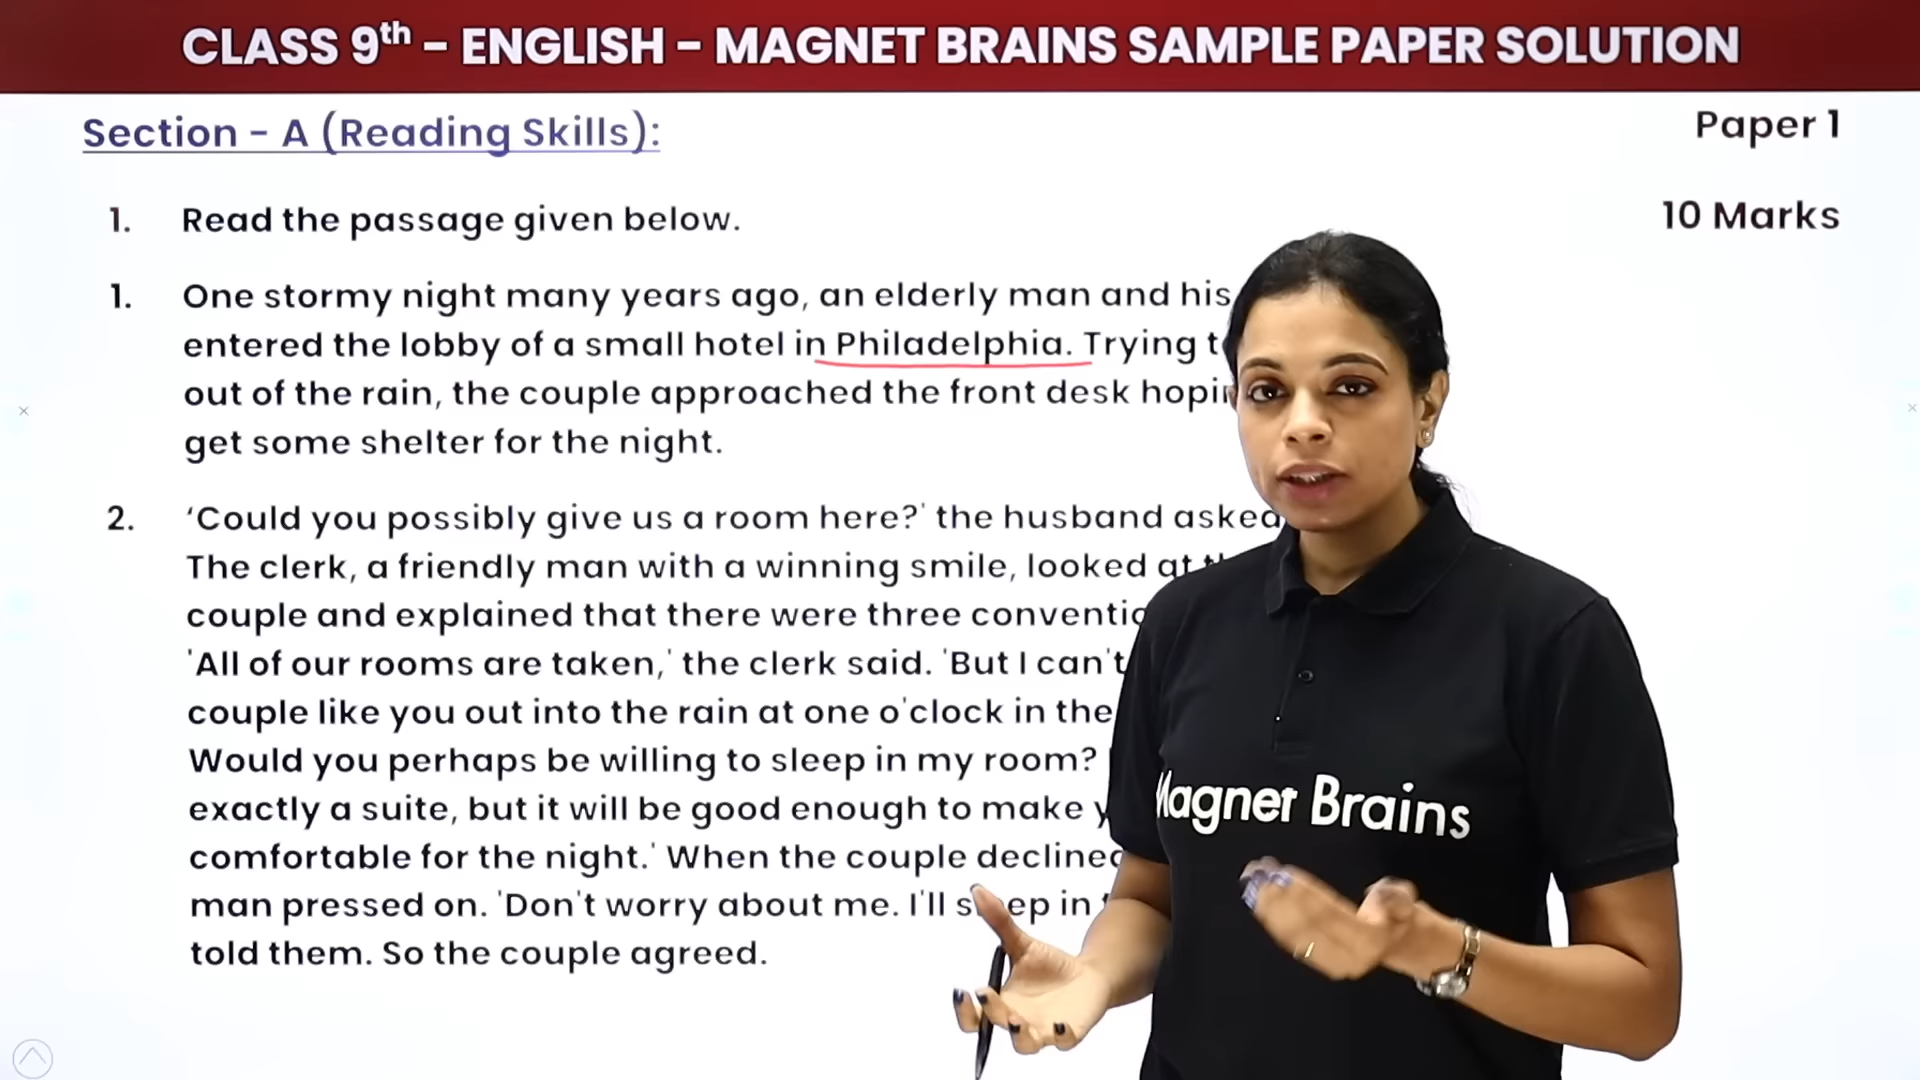 CLASS 9th – ENGLISH – MAGNET BRAINS SAMPLE PAPER SOLUTION
Section - A (Reading Skills):
Paper 1
1. Read the passage given below.
10 Marks
1. One stormy night many years ago, an elderly man and his
entered the lobby of a small hotel in Philadelphia. Trying
out of the rain, the couple approached the front desk
get some shelter for the night.
2. 'Could you possibly give us a room here?' the husband asked
The clerk, a friendly man with a winning smile, looked at
couple and explained that there were three
'All of our rooms are taken,' the clerk said. 'But I can't
couple like you out into the rain at one o'clock in the
Would you perhaps be willing to sleep in my room?
exactly a suite, but it will be good enough to make
comfortable for the night.' When the couple declined
man pressed on. 'Don't worry about me. I'll in
told them. So the couple agreed.
Magnet Brains